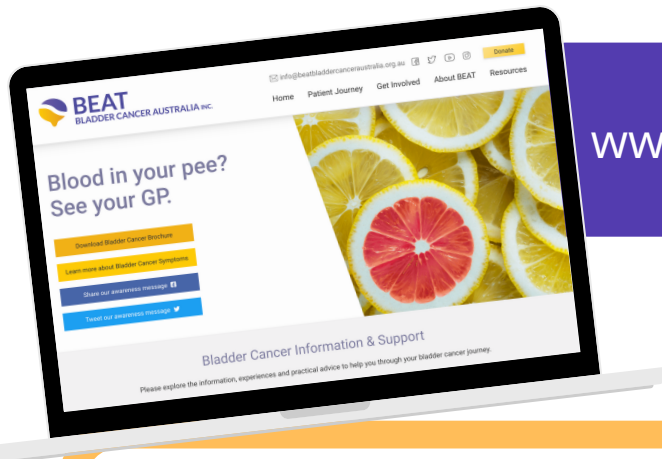 info@beatbladdercanceraustralia.org.au
Donate
BEAT
BLADDER CANCER AUSTRALIA INC.
Home Patient Journey Get Involved About BEAT Resources
Blood in your pee?
See your GP.
Download Bladder Cancer Brochure
Learn more about Bladder Cancer Symptoms
Share our awareness message
Tweet our awareness message
Bladder Cancer Information & Support
Please explore the information, experiences and practical advice to help you through your bladder cancer journey.